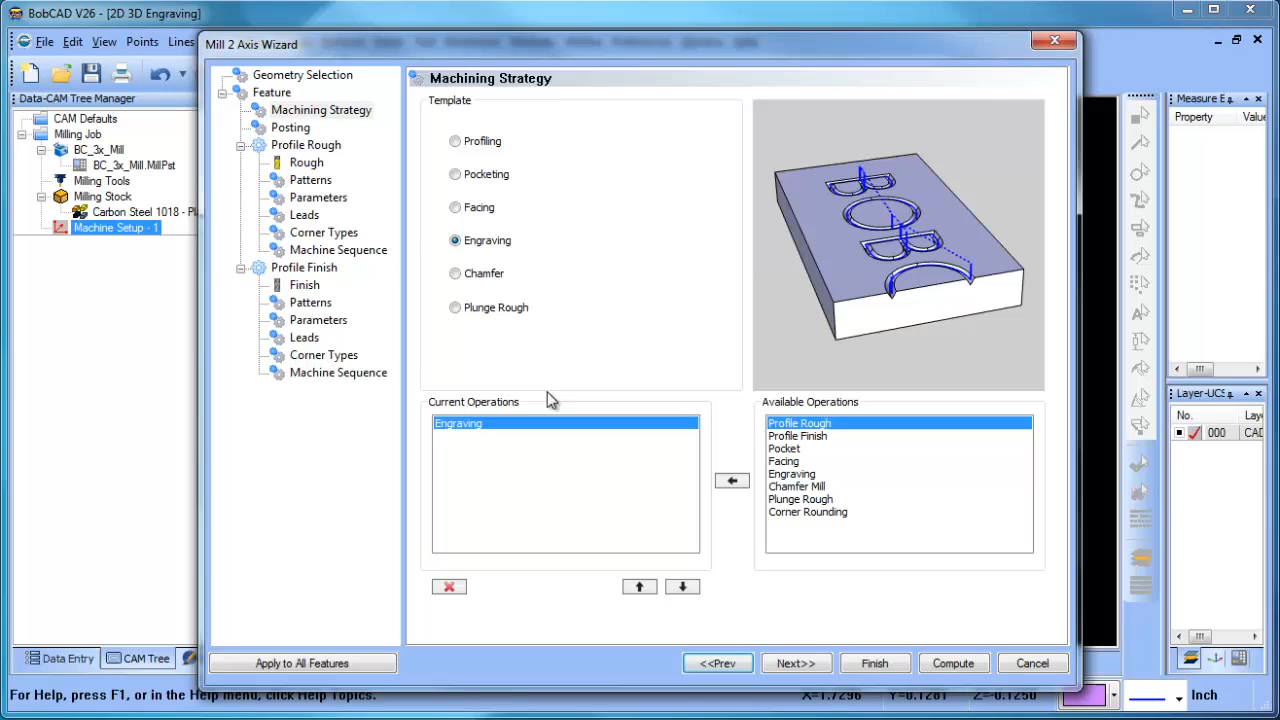 BobCAD V26 - [2D 3D Engraving]
File Edit View Points Lines
Data-CAM Tree Manager
CAM Defaults
Milling Job
BC_3x_Mill
BC_3x_Mill.MillPst
Milling Tools
Milling Stock
Carbon Steel 1018 - Pl
Machine Setup - 1
Data Entry
CAM Tree
Mill 2 Axis Wizard
Geometry Selection
Feature
Machining Strategy
Posting
Profile Rough
Rough
Patterns
Parameters
Leads
Corner Types
Machine Sequence
Profile Finish
Finish
Patterns
Parameters
Leads
Corner Types
Machine Sequence
Machining Strategy
Template
Profiling
Pocketing
Facing
Engraving
Chamfer
Plunge Rough
BOBC
Current Operations
Engraving
Available Operations
Profile Rough
Profile Finish
Pocket
Facing
Engraving
Chamfer Mill
Plunge Rough
Corner Rounding
Apply to All Features
<<Prev
Next>>
Finish
Compute
Cancel
Measure E
Property Value
Layer-UCS
No. Laye
000 CAD
For Help, press F1, or in the Help menu, click Help Topics.
X=1.7296 Y=0.1281 Z=-0.1250
Inch